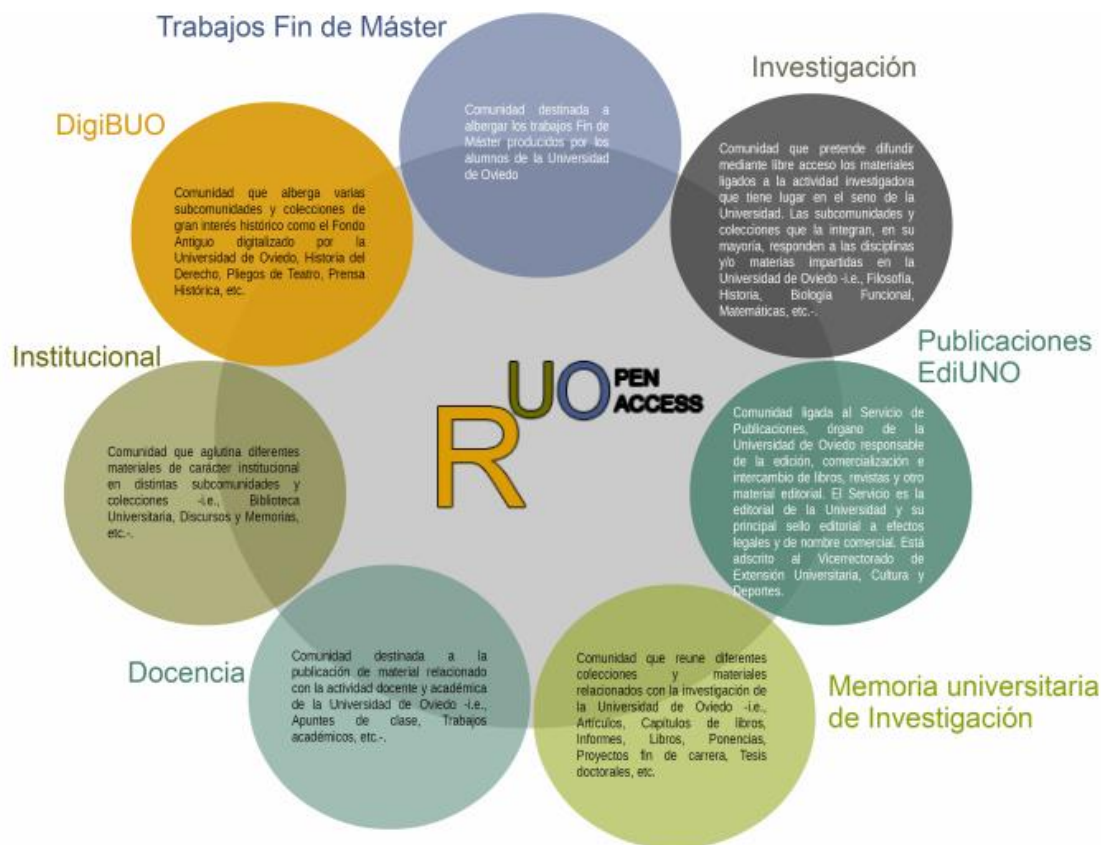 Trabajos Fin de Máster
Comunidad destinada a
albergar los trabajos Fin de
Máster producidos por los
alumnos de la Universidad
de Oviedo
Investigación
Comunidad que pretende difundir
mediante libre acceso los materiales
ligados a la actividad investigadora
que tiene lugar en el seno de la
Universidad. Las subcomunidades y
colecciones que la integran, en su
mayoría, responden a las disciplinas
y/o materias impartidas en la
Universidad de Oviedo -i.e., Filosofía,
Historia, Biología Funcional,
Matemáticas, etc-.
DigiBUO
Comunidad que alberga varias
subcomunidades y colecciones de
gran interés histórico como el Fondo
Antiguo digitalizado por la
Universidad de Oviedo, Historia del
Derecho, Pliegos de Teatro, Prensa
Histórica, etc.
Publicaciones
EdiUNO
Comunidad ligada al Servicio de
Publicaciones, órgano de la
Universidad de Oviedo responsable
de la edición, comercialización e
intercambio de libros, revistas y otro
material editorial. El Servicio es la
editorial de la Universidad y su
principal sello editorial a efectos
legales y de nombre comercial. Está
adscrito al Vicerrectorado de
Extensión Universitaria, Cultura y
Deportes.
Institucional
Comunidad que aglutina diferentes
materiales de carácter institucional
en distintas subcomunidades y
colecciones -i.e., Biblioteca
Universitaria, Discursos y Memorias,
etc.-.
RUOPEN
ACCESS
Docencia
Comunidad destinada a la
publicación de material relacionado
con la actividad docente y académica
de la Universidad de Oviedo -i.e.,
Apuntes de clase, Trabajos
académicos, etc.-.
Memoria universitaria
de Investigación
Comunidad que reune diferentes
colecciones y materiales
relacionados con la investigación de
la Universidad de Oviedo -i.e.,
Artículos, Capítulos de libros,
Informes, Libros, Ponencias,
Proyectos fin de carrera, Tesis
doctorales, etc.